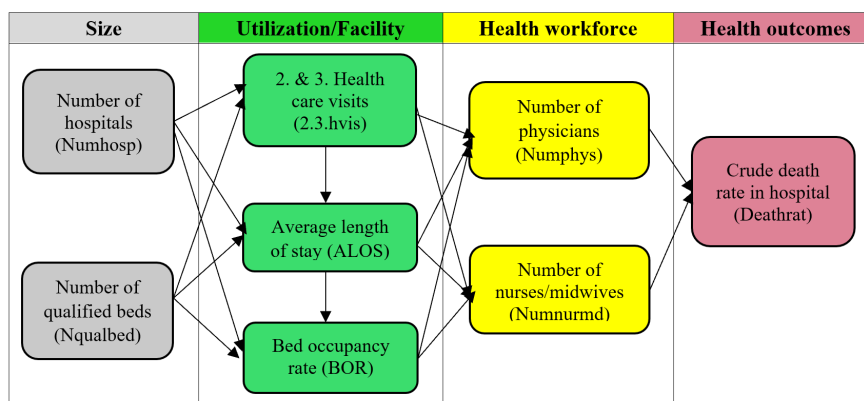 Size
Utilization/Facility
Health workforce
Health outcomes
Number of
hospitals
(Numhosp)
Number of
qualified beds
(Nqualbed)
2. & 3. Health
care visits
(2.3.hvis)
Average length
of stay (ALOS)
Bed occupancy
rate (BOR)
Number of
physicians
(Numphys)
Number of
nurses/midwives
(Numnurmd)
Crude death
rate in hospital
(Deathrat)